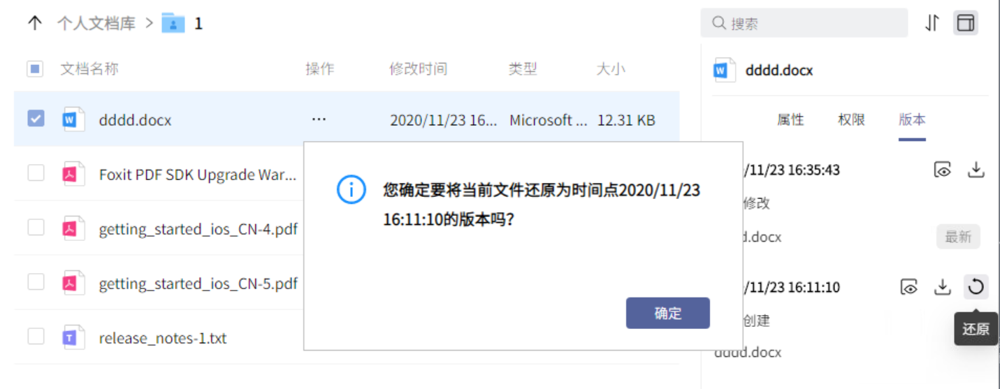 个人文档库 > 1
搜索
文档名称 操作 修改时间 类型 大小
dddd.docx ··· 2020/11/23 16... Microsoft ... 12.31 KB
Foxit PDF SDK Upgrade War...
getting_started_ios_CN-4.pdf
getting_started_ios_CN-5.pdf
release_notes-1.txt
您确定要将当前文件还原为时间点2020/11/23
16:11:10的版本吗?
确定
dddd.docx
属性 权限 版本
/11/23 16:35:43
修改
.docx
最新
/11/23 16:11:10
创建
还原
dddd.docx